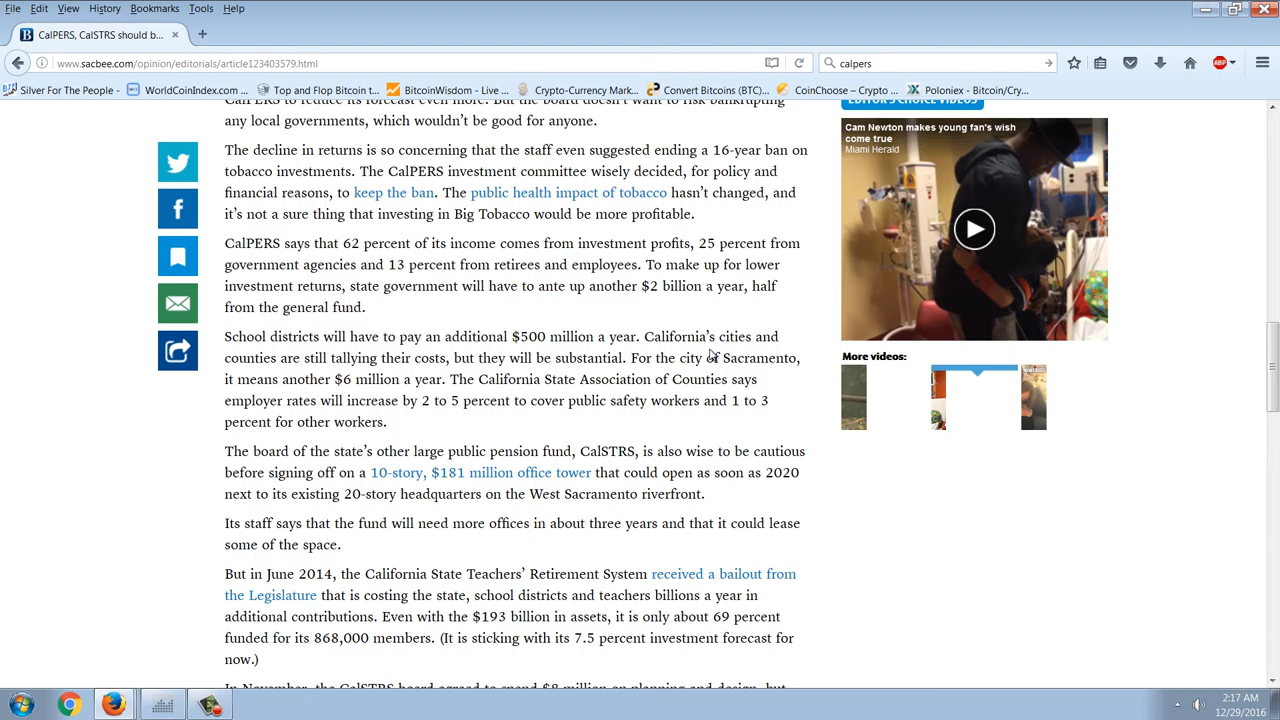 File Edit View History Bookmarks Tools Help
CalPERS, CalSTRS should b...
www.sacbee.com/opinion/editorials/article123403579.html
calpers
ABP
Silver For The People - WorldCoinIndex.com ... Top and Flop Bitcoin t... BitcoinWisdom - Live ... Crypto-Currency Mark... Convert Bitcoins (BTC)... CoinChoose – Crypto ... Poloniex - Bitcoin/Cry...
CalPERS to reduce its forecast even more. But the board doesn't want to risk bankrupting
any local governments, which wouldn't be good for anyone.
The decline in returns is so concerning that the staff even suggested ending a 16-year ban on
tobacco investments. The CalPERS investment committee wisely decided, for policy and
financial reasons, to keep the ban. The public health impact of tobacco hasn't changed, and
it's not a sure thing that investing in Big Tobacco would be more profitable.
CalPERS says that 62 percent of its income comes from investment profits, 25 percent from
government agencies and 13 percent from retirees and employees. To make up for lower
investment returns, state government will have to ante up another $2 billion a year, half
from the general fund.
School districts will have to pay an additional $500 million a year. California's cities and
counties are still tallying their costs, but they will be substantial. For the city of Sacramento,
it means another $6 million a year. The California State Association of Counties says
employer rates will increase by 2 to 5 percent to cover public safety workers and 1 to 3
percent for other workers.
The board of the state's other large public pension fund, CalSTRS, is also wise to be cautious
before signing off on a 10-story, $181 million office tower that could open as soon as 2020
next to its existing 20-story headquarters on the West Sacramento riverfront.
Its staff says that the fund will need more offices in about three years and that it could lease
some of the space.
But in June 2014, the California State Teachers' Retirement System received a bailout from
the Legislature that is costing the state, school districts and teachers billions a year in
additional contributions. Even with the $193 billion in assets, it is only about 69 percent
funded for its 868,000 members. (It is sticking with its 7.5 percent investment forecast for
now.)
In November, the CalSTRS board agreed to spend $8 million on planning and design, but
EDITOR'S CHOICE VIDEOS
Cam Newton makes young fan's wish
come true
Miami Herald
More videos:
2:17 AM
12/29/2016